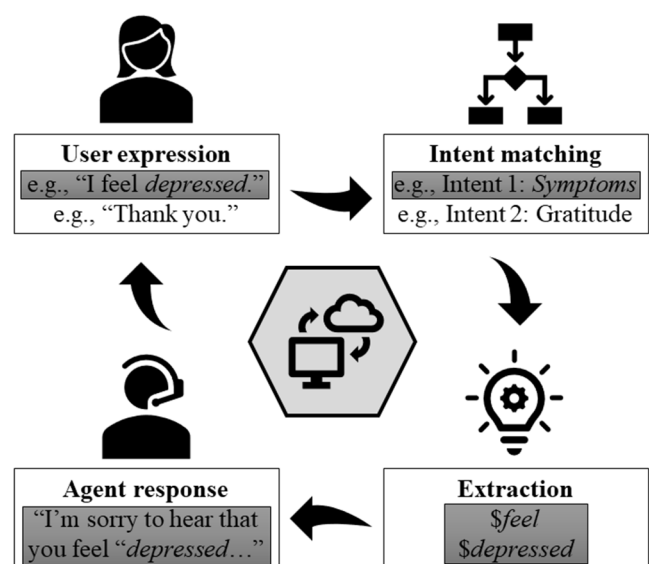 User expression
e.g., “I feel depressed.”
e.g., “Thank you.”
Intent matching
e.g., Intent 1: Symptoms
e.g., Intent 2: Gratitude
Agent response
“I’m sorry to hear that
you feel “depressed…”
Extraction
$feel
$depressed